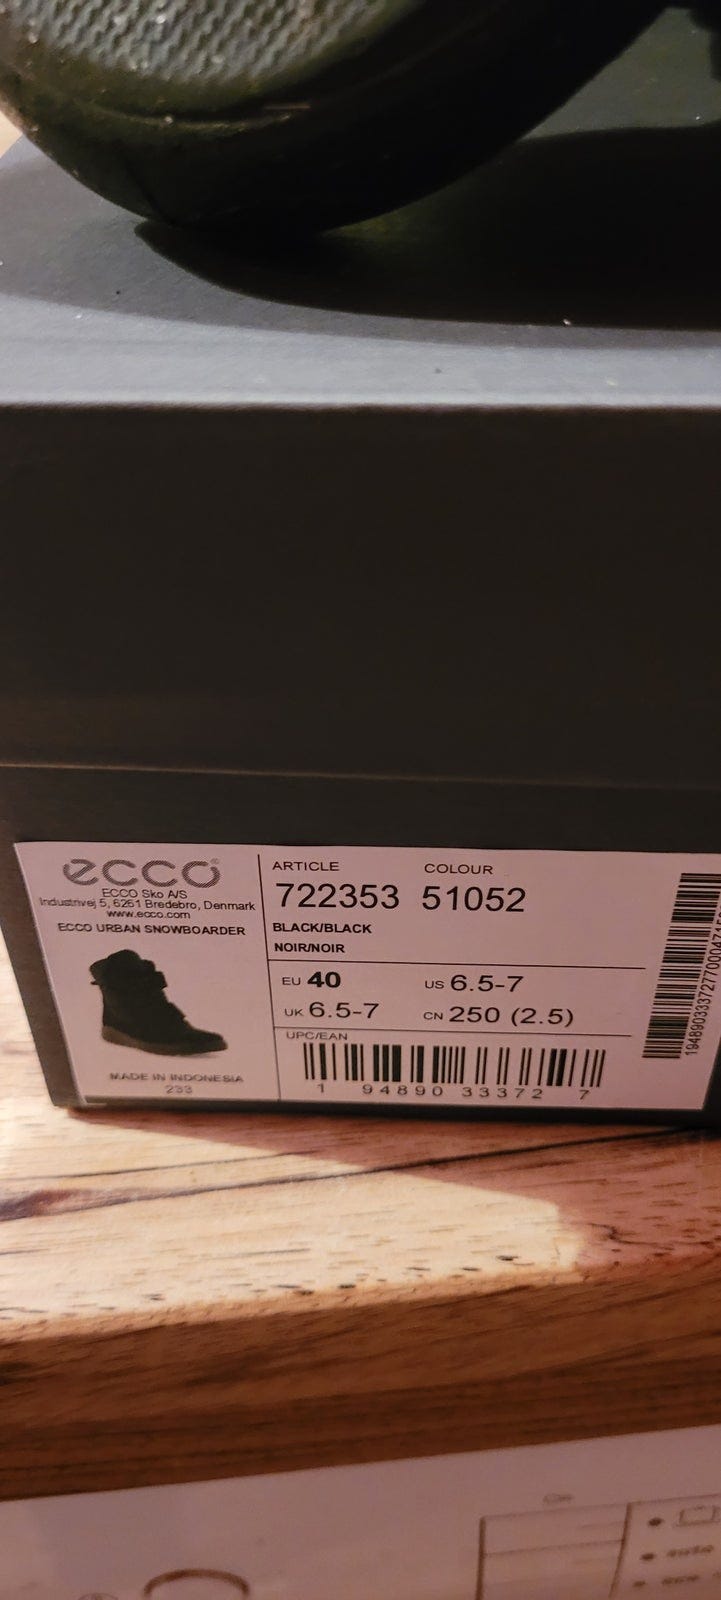 ecco
ECCO Sko A/S
Industrivej 5, 6261 Bredebro, Denmark
www.ecco.com
ECCO URBAN SNOWBOARDER
MADE IN INDONESIA
233
ARTICLE COLOUR
722353 51052
BLACK/BLACK
NOIR/NOIR
EU 40 US 6.5-7
UK 6.5-7 CN 250 (2.5)
UPC/EAN
1 94890 33372 7